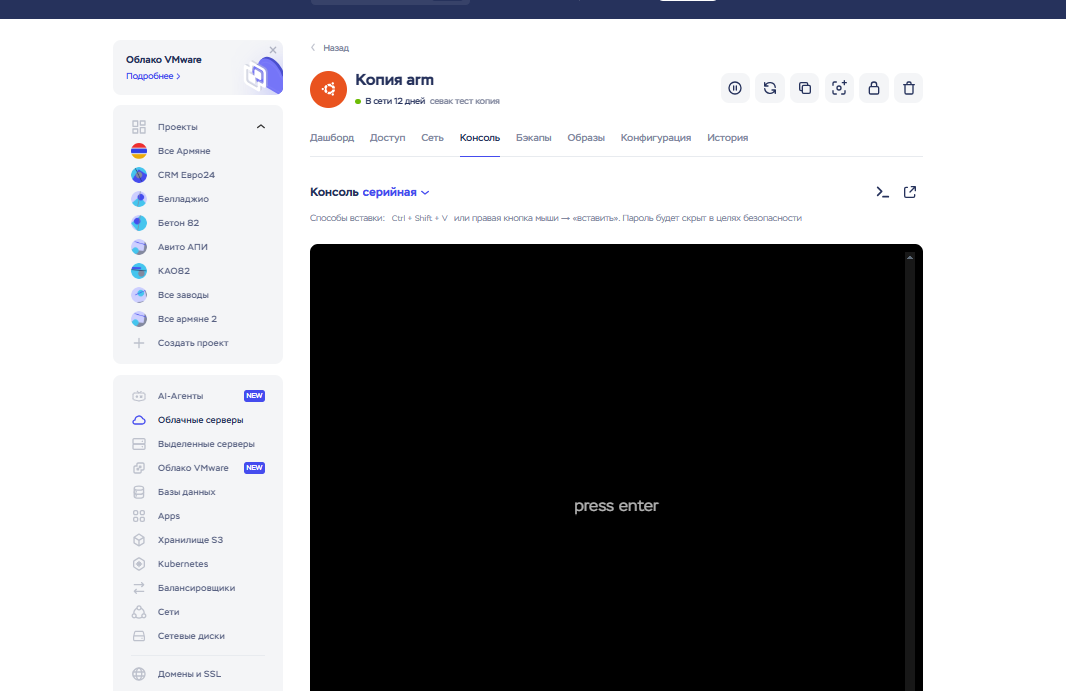 Облако VMware
Подробнее
Проекты
Все Армяне
CRM Евро24
Белладжио
Бетон 82
Авито АПИ
КАО82
Все заводы
Все армяне 2
Создать проект
AI-Агенты NEW
Облачные серверы
Выделенные серверы
Облако VMware NEW
Базы данных
Apps
Хранилище S3
Kubernetes
Балансировщики
Сети
Сетевые диски
Домены и SSL
Назад
Копия arm
В сети 12 дней севак тест копия
Дашборд Доступ Сеть Консоль Бэкапы Образы Конфигурация История
Консоль серийная
Способы вставки: Ctrl + Shift + V или правая кнопка мыши → «вставить». Пароль будет скрыт в целях безопасности
press enter